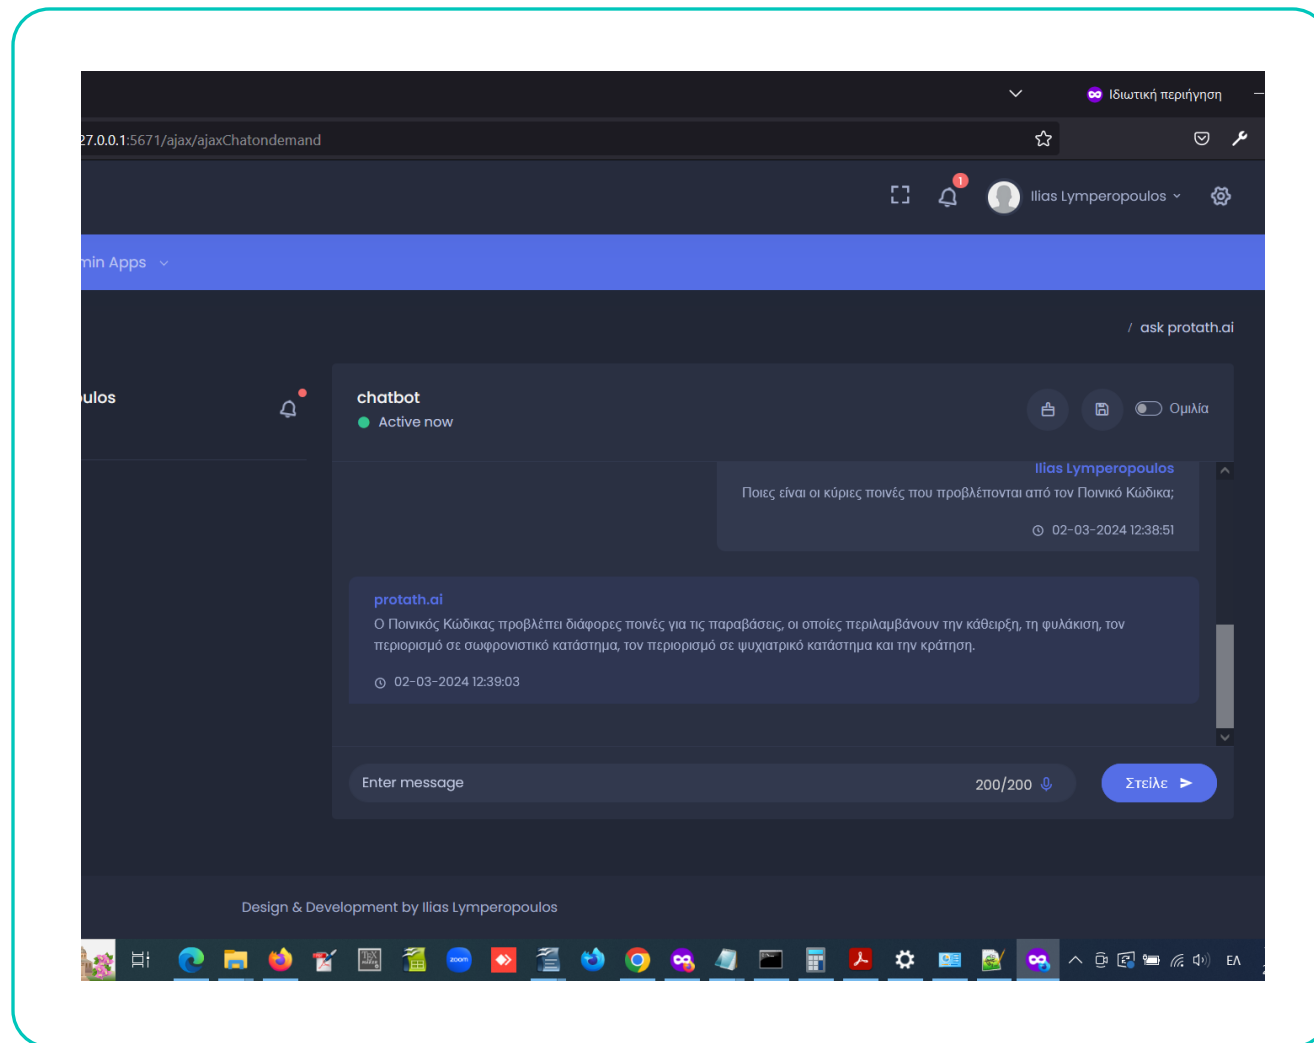 Ιδιωτική περιήγηση
27.0.0.1:5671/ajax/ajaxChatondemand
1
Ilias Lymperopoulos
min Apps
/ ask protath.ai
ulos
chatbot
Active now
Ομιλία
Ilias Lymperopoulos
Ποιες είναι οι κύριες ποινές που προβλέπονται από τον Ποινικό Κώδικα;
02-03-2024 12:38:51
protath.ai
Ο Ποινικός Κώδικας προβλέπει διάφορες ποινές για τις παραβάσεις, οι οποίες περιλαμβάνουν την κάθειρξη, τη φυλάκιση, τον
περιορισμό σε σωφρονιστικό κατάστημα, τον περιορισμό σε ψυχιατρικό κατάστημα και την κράτηση.
02-03-2024 12:39:03
Enter message
200/200
Στείλε
Design & Development by Ilias Lymperopoulos
zoom
ΕΛ